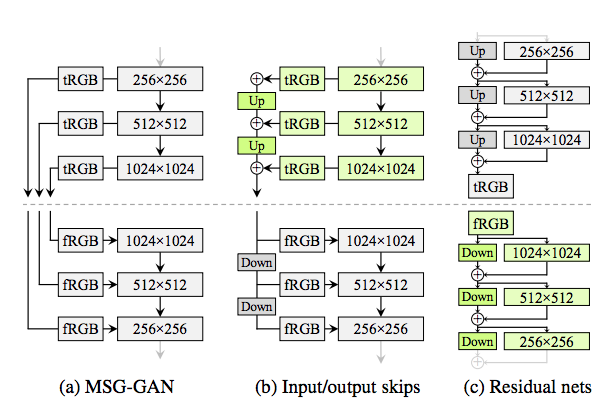 tRGB 256×256
tRGB 512×512
tRGB 1024×1024
fRGB 1024×1024
fRGB 512×512
fRGB 256×256
(a) MSG-GAN
tRGB 256×256
Up
tRGB 512×512
Up
tRGB 1024×1024
fRGB 1024×1024
Down
fRGB 512×512
Down
fRGB 256×256
(b) Input/output skips
Up 256×256
Up 512×512
Up 1024×1024
tRGB
fRGB
Down 1024×1024
Down 512×512
Down 256×256
(c) Residual nets